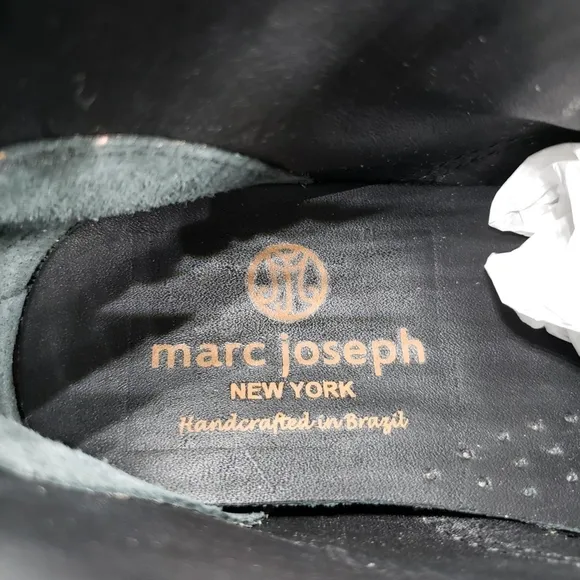 marc joseph
NEW YORK
Handcrafted in Brazil